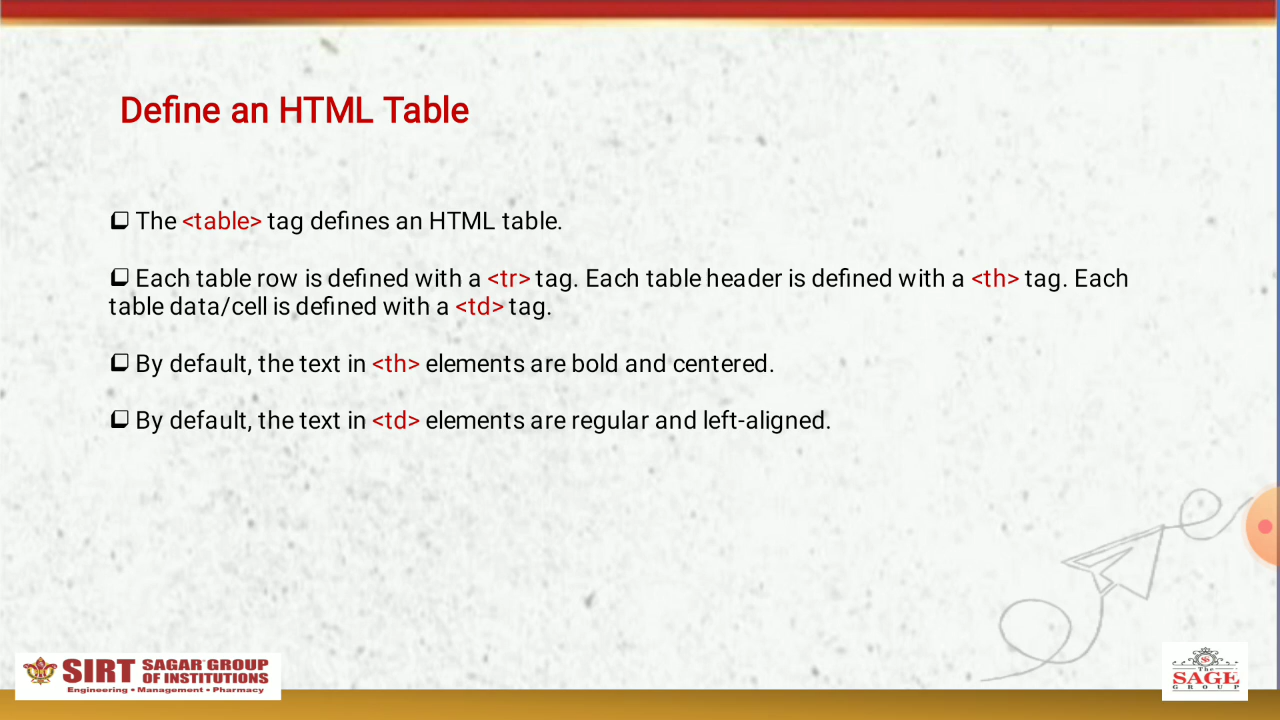 Define an HTML Table
❑ The <table> tag defines an HTML table.
❑ Each table row is defined with a <tr> tag. Each table header is defined with a <th> tag. Each
table data/cell is defined with a <td> tag.
❑ By default, the text in <th> elements are bold and centered.
❑ By default, the text in <td> elements are regular and left-aligned.
SIRT SAGAR GROUP
OF INSTITUTIONS
Engineering • Management • Pharmacy
The
SAGE
GROUP